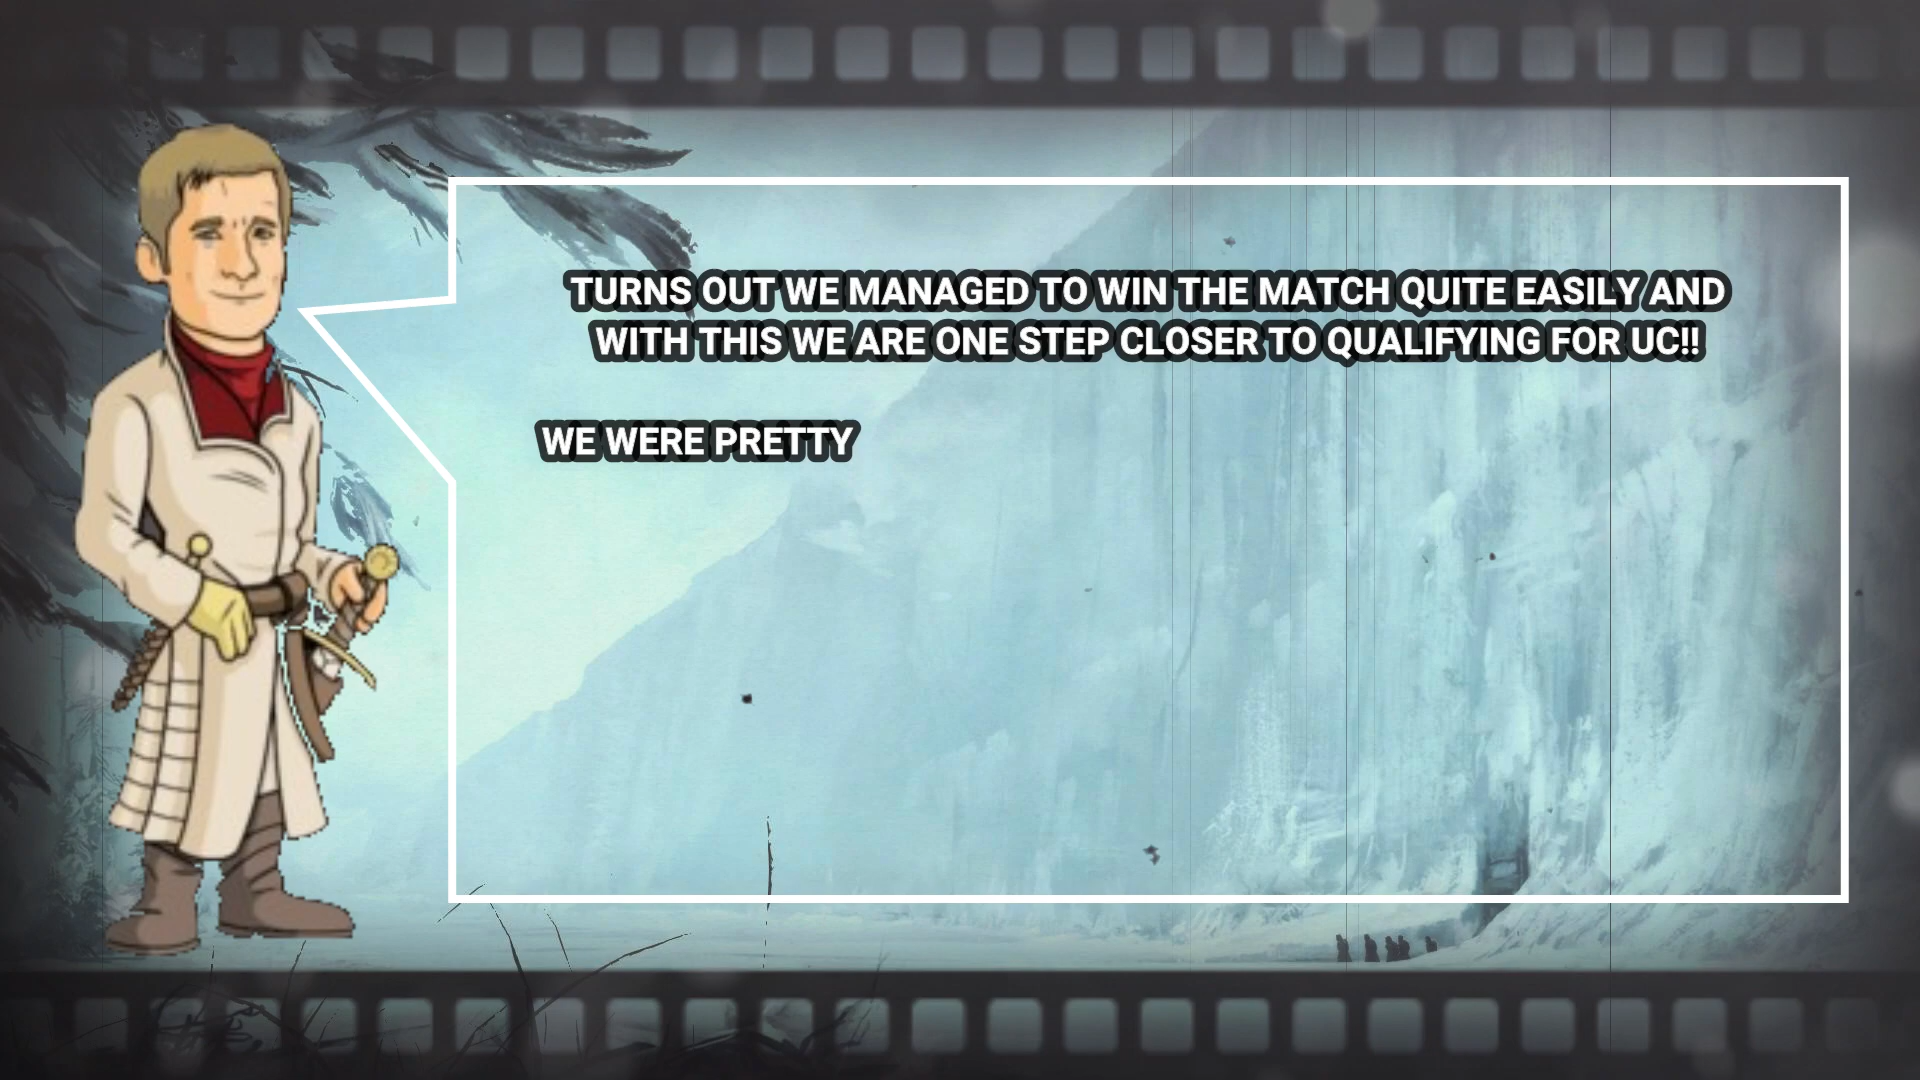 TURNS OUT WE MANAGED TO WIN THE MATCH QUITE EASILY AND
WITH THIS WE ARE ONE STEP CLOSER TO QUALIFYING FOR UC!!
WE WERE PRETTY